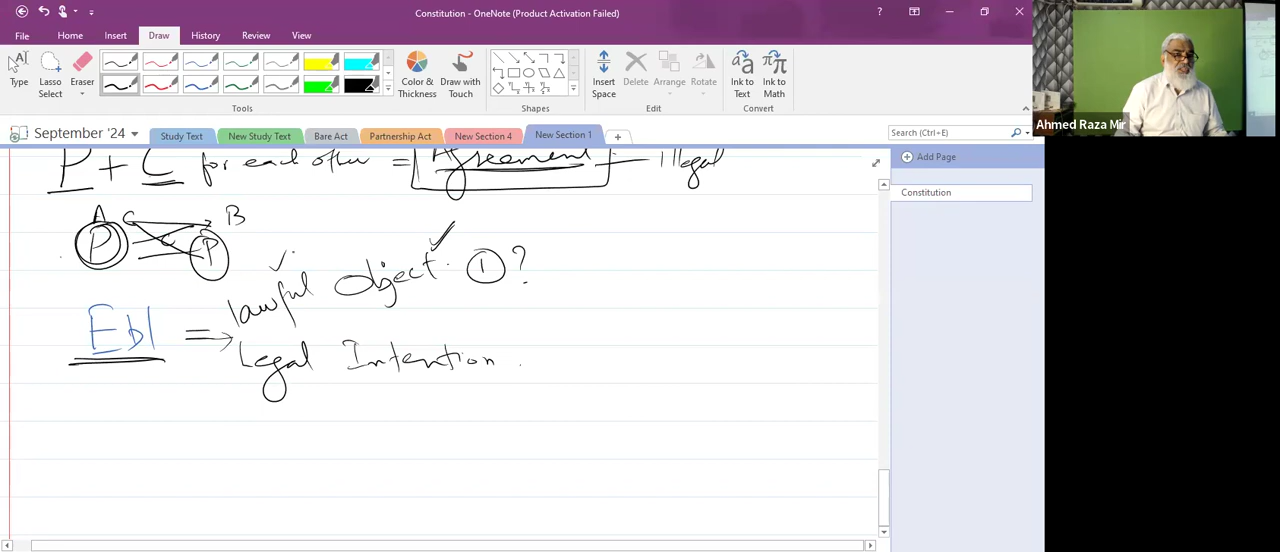 Constitution - OneNote (Product Activation Failed)
File Home Insert Draw History Review View
Type
Lasso Select
Eraser
Color & Thickness
Draw with Touch
Insert Space
Delete
Arrange
Rotate
Ink to Text
Ink to Math
Tools
Shapes
Edit
Convert
Ahmed Raza Mir
September '24
Study Text
New Study Text
Bare Act
Partnership Act
New Section 4
New Section 1
Search (Ctrl+E)
Add Page
Constitution
P + C for each other = Agreement — illegal
A B
P C P
lawful object 1 ?
Ebl =
Legal Intention.